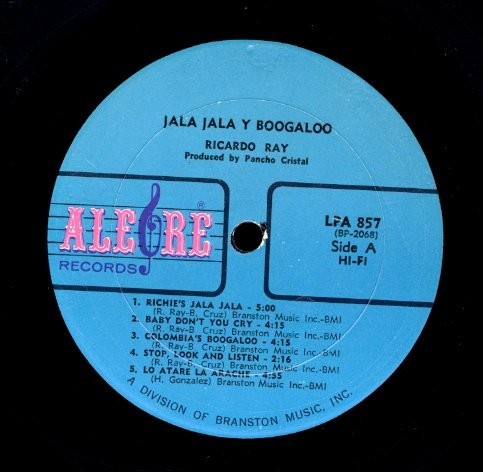 JALA JALA Y BOOGALOO
RICARDO RAY
Produced by Pancho Cristal
ALEGRE ®
RECORDS
LPA 857
(BP-2068)
Side A
HI-FI
1. RICHIE'S JALA JALA - 5:00
(R. Ray-B. Cruz) Branston Music Inc.-BMI
2. BABY DON'T YOU CRY - 4:15
(R. Ray-B. Cruz) Branston Music Inc.-BMI
3. COLOMBIA'S BOOGALOO - 4:15
(R. Ray-B. Cruz) Branston Music Inc.-BMI
4. STOP, LOOK AND LISTEN - 2:16
(R. Ray-B. Cruz) Branston Music Inc.-BMI
5. LO ATARE LA ARACHE - 4:55
(H. Gonzalez) Branston Music Inc.-BMI
A DIVISION OF BRANSTON MUSIC, INC.